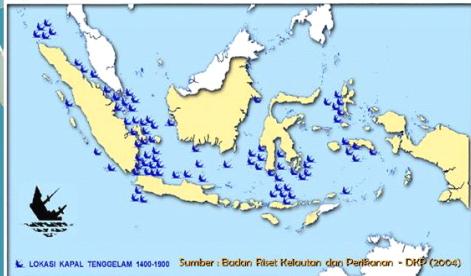 LOKASI KAPAL TENGGELAM 1400-1900
Sumber : Badan Riset Kelautan dan Perikanan - DKP (2004)